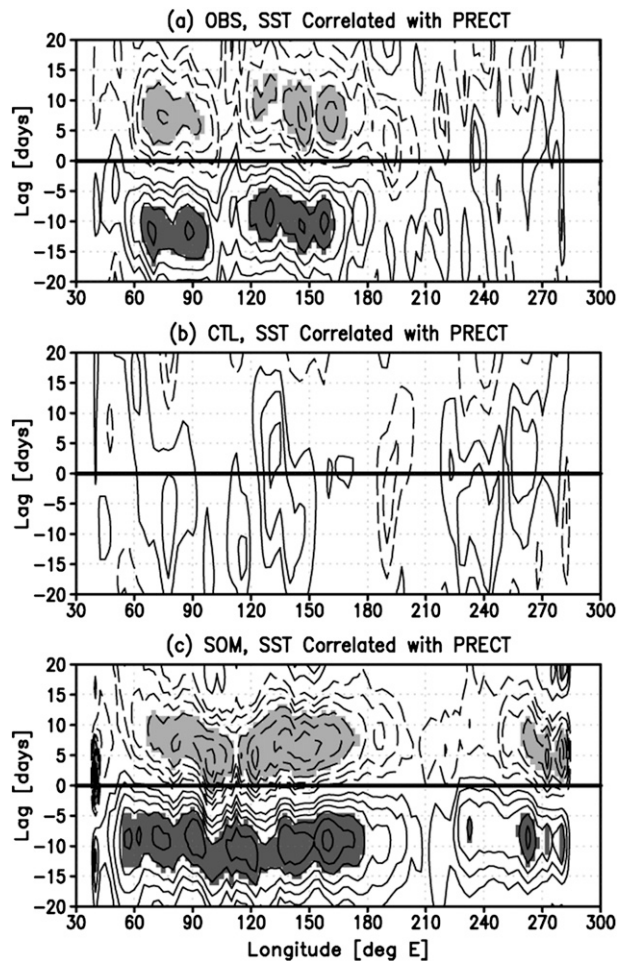 (a) OBS, SST Correlated with PRECT
20
15
10
5
0
−5
−10
−15
−20
Lag [days]
30 60 90 120 150 180 210 240 270 300
(b) CTL, SST Correlated with PRECT
20
15
10
5
0
−5
−10
−15
−20
Lag [days]
30 60 90 120 150 180 210 240 270 300
(c) SOM, SST Correlated with PRECT
20
15
10
5
0
−5
−10
−15
−20
Lag [days]
30 60 90 120 150 180 210 240 270 300
Longitude [deg E]